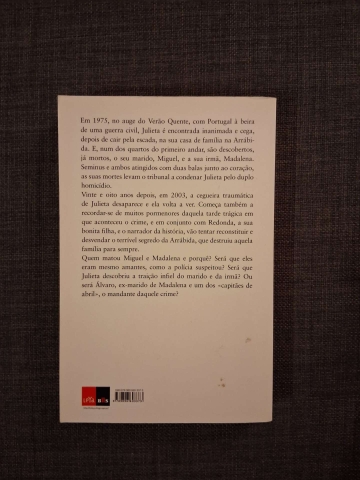 Em 1975, no auge do Verão Quente, com Portugal à beira
de uma guerra civil, Julieta é encontrada inanimada e cega,
depois de cair pela escada, na sua casa de família na Arrábi-
da. E, num dos quartos do primeiro andar, são descobertos,
já mortos, o seu marido, Miguel, e a sua irmã, Madalena.
Seminus e ambos atingidos com duas balas junto ao coração,
as suas mortes levam o tribunal a condenar Julieta pelo duplo
homicídio.
Vinte e oito anos depois, em 2003, a cegueira traumática
de Julieta desaparece e ela volta a ver. Começa também a
recordar-se de muitos pormenores daquela tarde trágica em
que aconteceu o crime, e em conjunto com Redonda, a sua
bonita filha, e o narrador da história, vão tentar reconstituir e
desvendar o terrível segredo da Arrábida, que destruiu aquela
família para sempre.
Quem matou Miguel e Madalena e porquê? Será que eles
eram mesmo amantes, como a polícia suspeitou? Será que
Julieta descobriu a traição infiel do marido e da irmã? Ou
será Álvaro, ex-marido de Madalena e um dos «capitães de
abril», o mandante daquele crime?